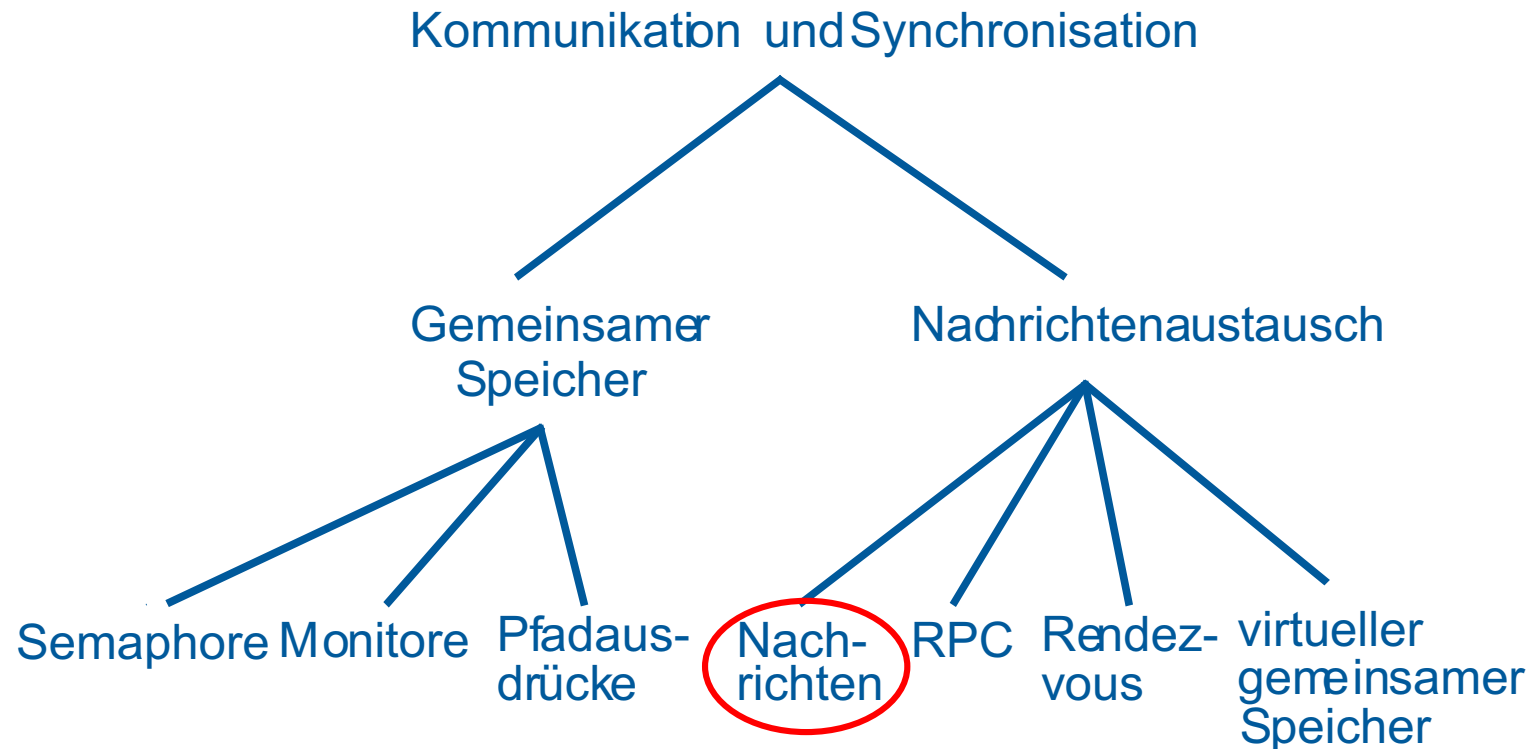 Kommunikation und Synchronisation
Gemeinsamer
Speicher
Nachrichtenaustausch
Semaphore
Monitore
Pfadaus-
drücke
Nach-
richten
RPC
Rendez-
vous
virtueller
gemeinsamer
Speicher